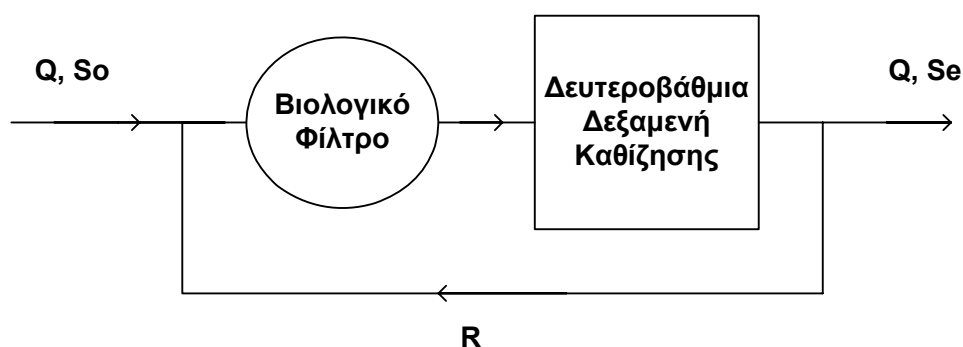 Q, So
Βιολογικό
Φίλτρο
Δευτεροβάθμια
Δεξαμενή
Καθίζησης
Q, Se
R